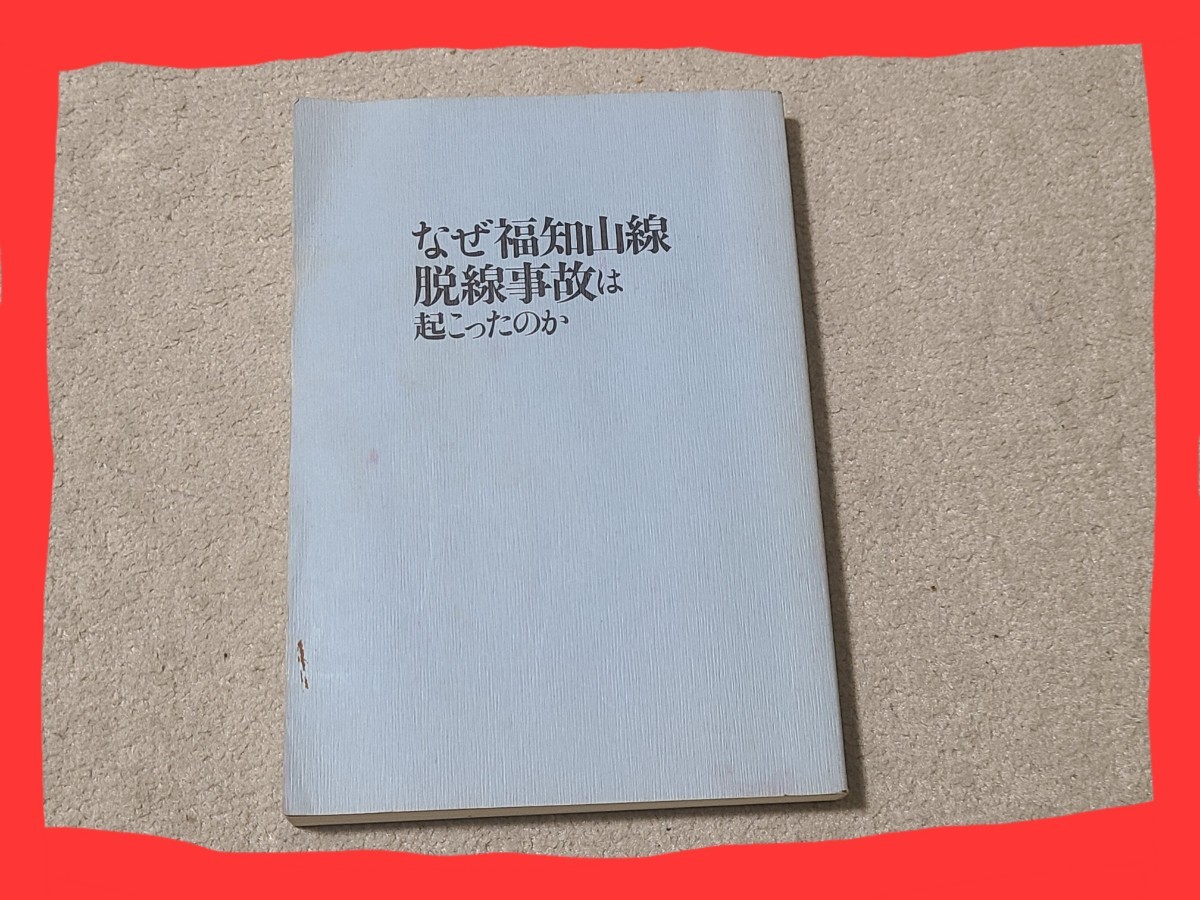 なぜ福知山線
脱線事故は
起こったのか